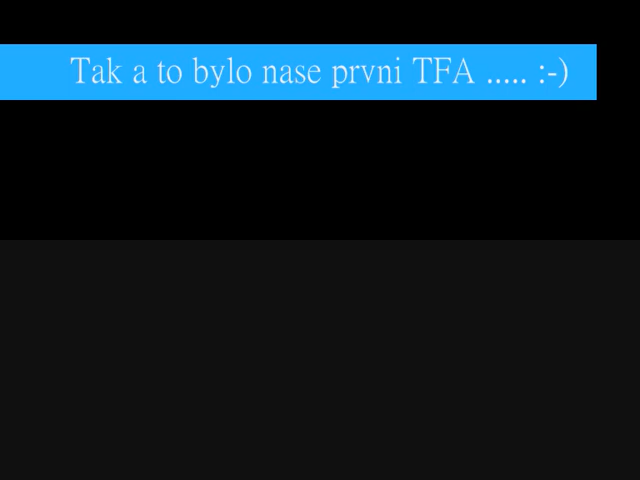 Tak a to bylo nase prvni TFA ..... :-)